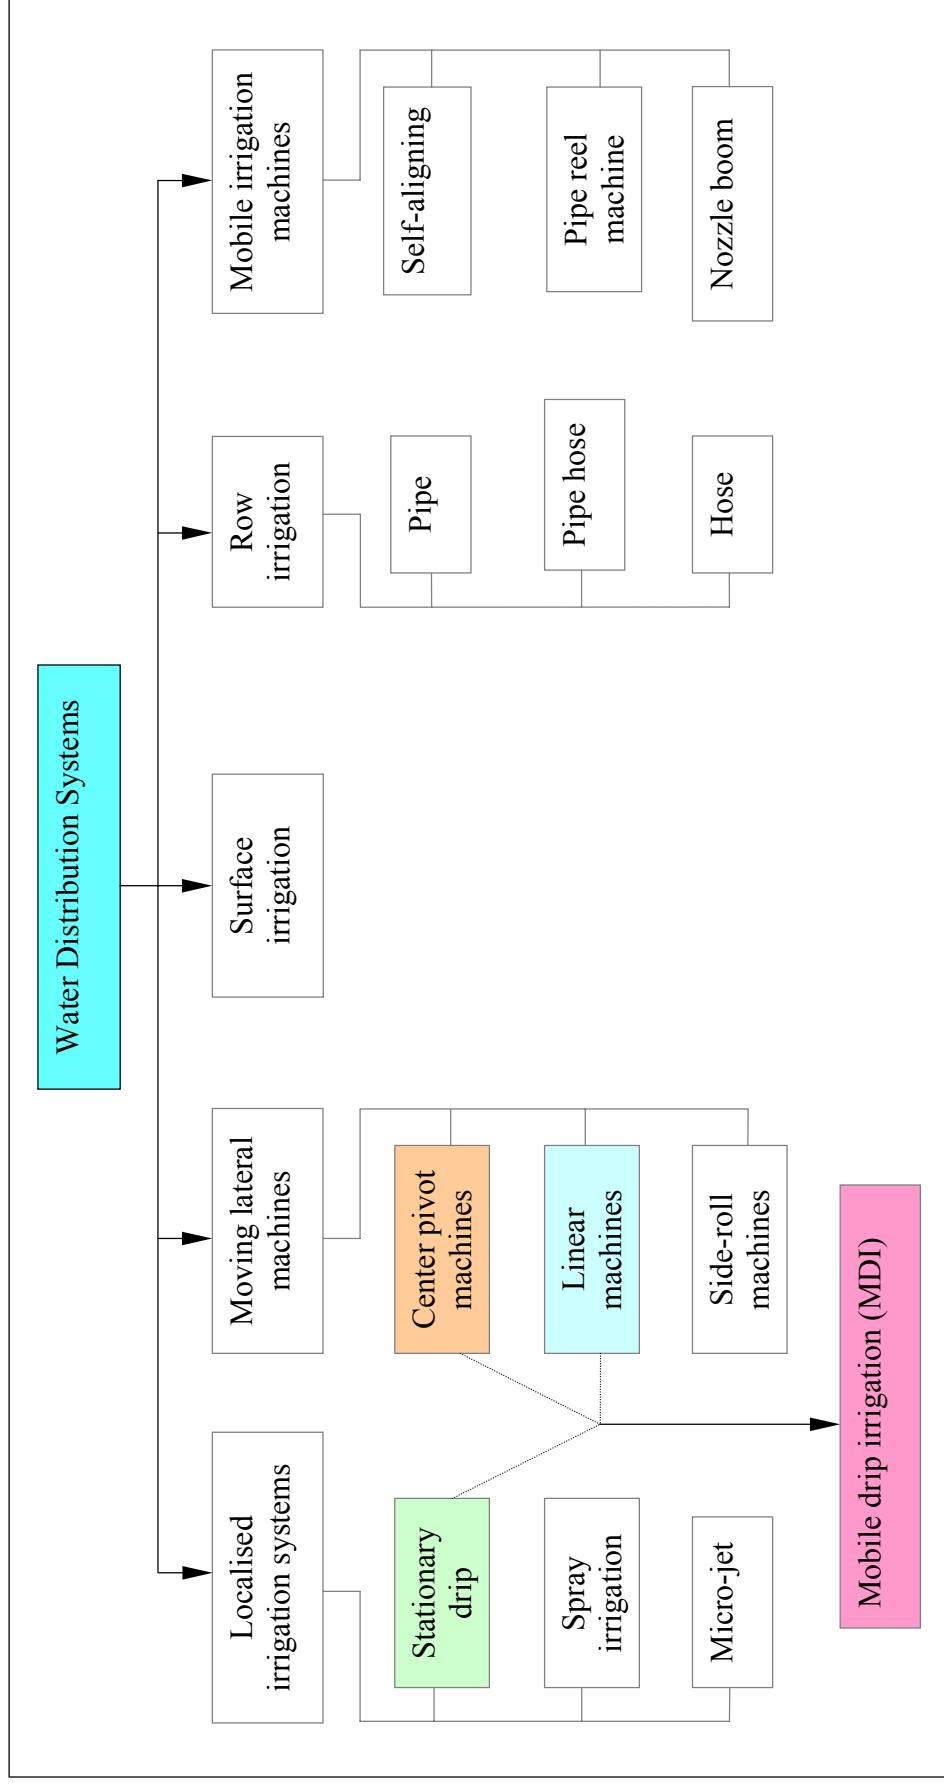 Water Distribution Systems
Localised
irrigation systems
Moving lateral
machines
Surface
irrigation
Row
irrigation
Mobile irrigation
machines
Stationary
drip
Spray
irrigation
Micro-jet
Center pivot
machines
Linear
machines
Side-roll
machines
Pipe
Pipe hose
Hose
Self-aligning
Pipe reel
machine
Nozzle boom
Mobile drip irrigation (MDI)